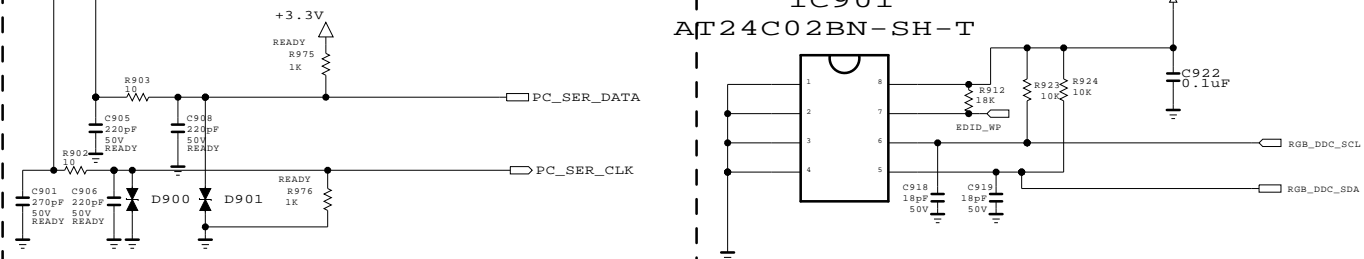 +3.3V
READY
R975
1K
R903
10
PC_SER_DATA
C905
220pF
50V
READY
C908
220pF
50V
READY
R902
10
PC_SER_CLK
C901
270pF
50V
READY
C906
220pF
50V
READY
D900
D901
READY
R976
1K
IC901
AT24C02BN-SH-T
1
2
3
4
8
7
6
5
R912
18K
EDID_WP
R923
10K
R924
10K
C922
0.1uF
RGB_DDC_SCL
C918
18pF
50V
C919
18pF
50V
RGB_DDC_SDA